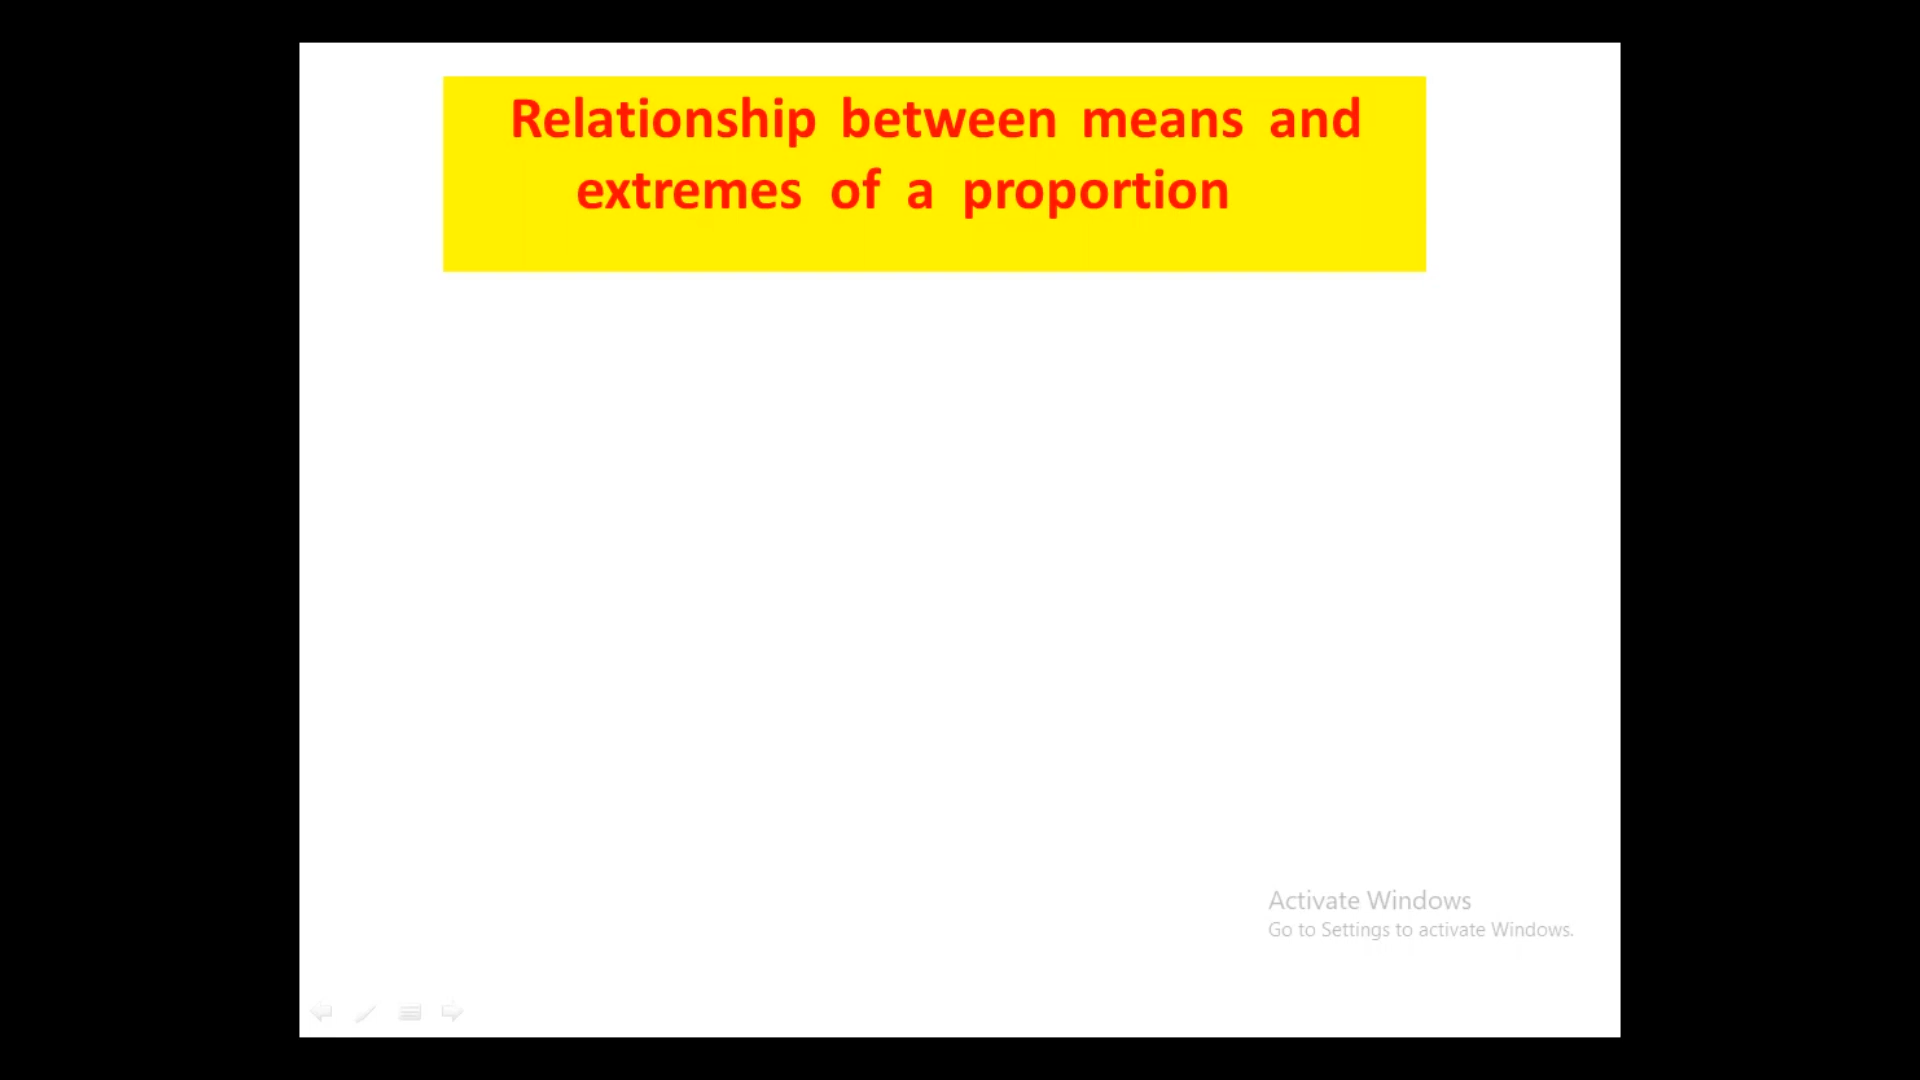 Relationship between means and
extremes of a proportion
Activate Windows
Go to Settings to activate Windows.